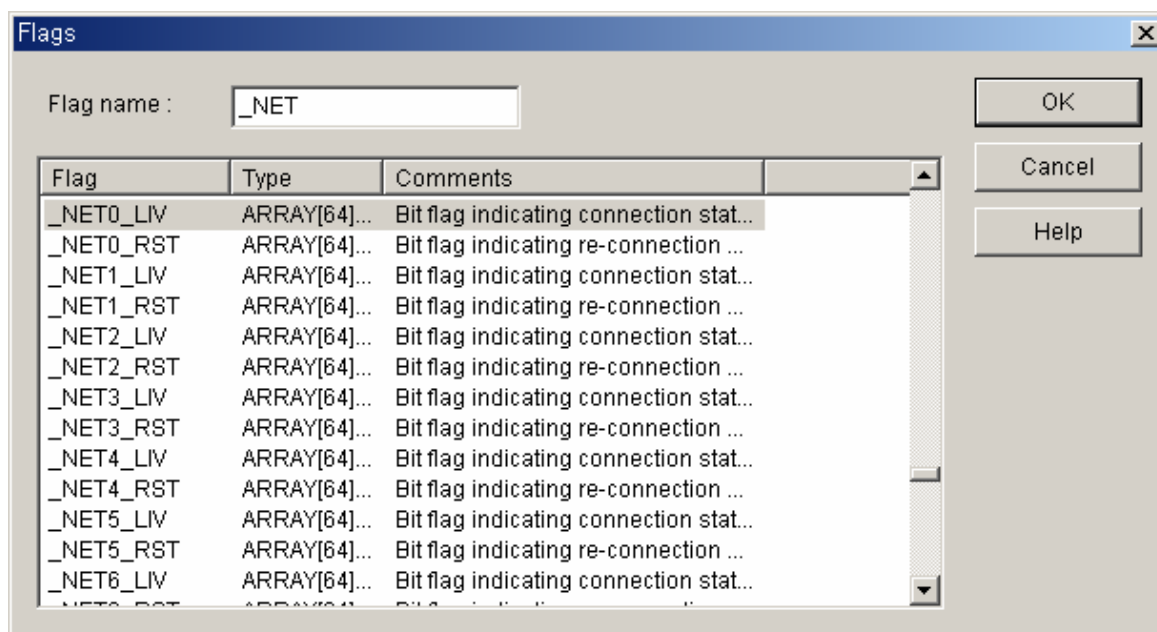 Flags
Flag name : _NET OK
Cancel
Help
Flag Type Comments
_NET0_LIV ARRAY[64]... Bit flag indicating connection stat...
_NET0_RST ARRAY[64]... Bit flag indicating re-connection ...
_NET1_LIV ARRAY[64]... Bit flag indicating connection stat...
_NET1_RST ARRAY[64]... Bit flag indicating re-connection ...
_NET2_LIV ARRAY[64]... Bit flag indicating connection stat...
_NET2_RST ARRAY[64]... Bit flag indicating re-connection ...
_NET3_LIV ARRAY[64]... Bit flag indicating connection stat...
_NET3_RST ARRAY[64]... Bit flag indicating re-connection ...
_NET4_LIV ARRAY[64]... Bit flag indicating connection stat...
_NET4_RST ARRAY[64]... Bit flag indicating re-connection ...
_NET5_LIV ARRAY[64]... Bit flag indicating connection stat...
_NET5_RST ARRAY[64]... Bit flag indicating re-connection ...
_NET6_LIV ARRAY[64]... Bit flag indicating connection stat...